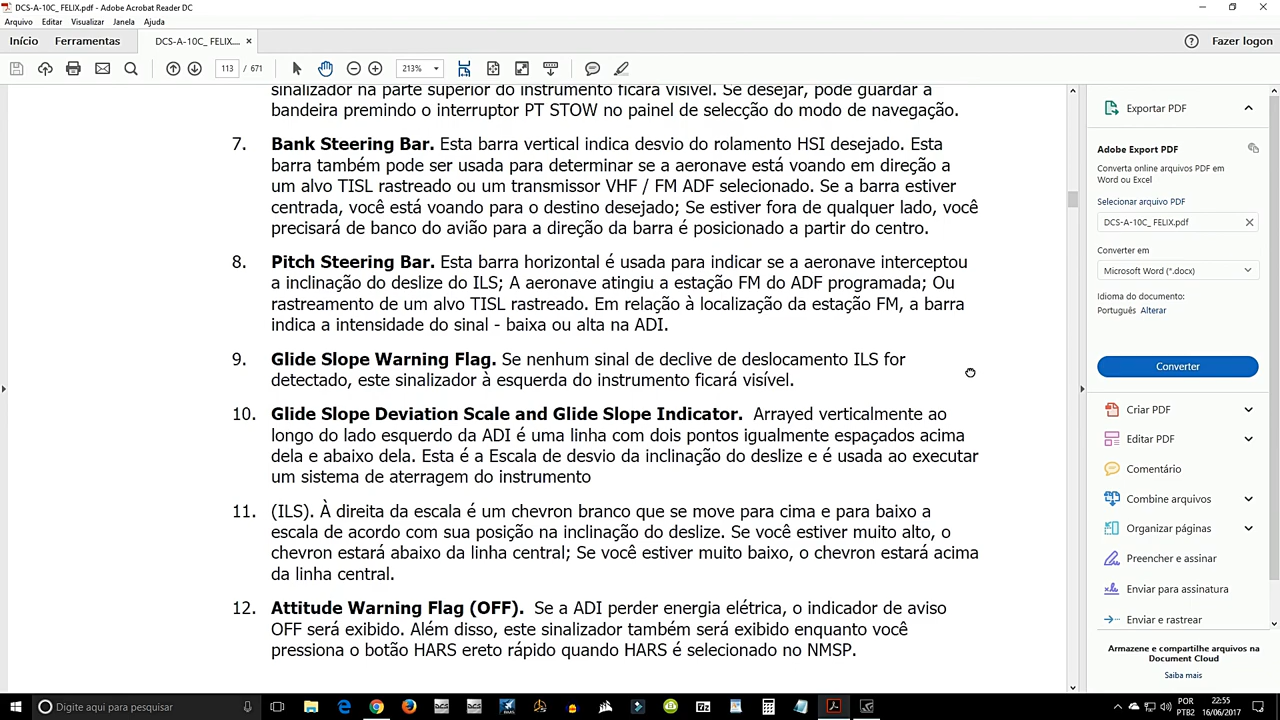 DCS-A-10C_ FELIX.pdf - Adobe Acrobat Reader DC
Arquivo Editar Visualizar Janela Ajuda
Início Ferramentas DCS-A-10C_ FELIX.... × Fazer logon
113 / 671 213%
sinalizador na parte superior do instrumento ficará visível. Se desejar, pode guardar a
bandeira premindo o interruptor PT STOW no painel de selecção do modo de navegação.
7. Bank Steering Bar. Esta barra vertical indica desvio do rolamento HSI desejado. Esta
barra também pode ser usada para determinar se a aeronave está voando em direção a
um alvo TISL rastreado ou um transmissor VHF / FM ADF selecionado. Se a barra estiver
centrada, você está voando para o destino desejado; Se estiver fora de qualquer lado, você
precisará de banco do avião para a direção da barra é posicionado a partir do centro.
8. Pitch Steering Bar. Esta barra horizontal é usada para indicar se a aeronave interceptou
a inclinação do deslize do ILS; A aeronave atingiu a estação FM do ADF programada; Ou
rastreamento de um alvo TISL rastreado. Em relação à localização da estação FM, a barra
indica a intensidade do sinal - baixa ou alta na ADI.
9. Glide Slope Warning Flag. Se nenhum sinal de declive de deslocamento ILS for
detectado, este sinalizador à esquerda do instrumento ficará visível.
10. Glide Slope Deviation Scale and Glide Slope Indicator. Arrayed verticalmente ao
longo do lado esquerdo da ADI é uma linha com dois pontos igualmente espaçados acima
dela e abaixo dela. Esta é a Escala de desvio da inclinação do deslize e é usada ao executar
um sistema de aterragem do instrumento
11. (ILS). À direita da escala é um chevron branco que se move para cima e para baixo a
escala de acordo com sua posição na inclinação do deslize. Se você estiver muito alto, o
chevron estará abaixo da linha central; Se você estiver muito baixo, o chevron estará acima
da linha central.
12. Attitude Warning Flag (OFF). Se a ADI perder energia elétrica, o indicador de aviso
OFF será exibido. Além disso, este sinalizador também será exibido enquanto você
pressiona o botão HARS ereto rápido quando HARS é selecionado no NMSP.
Exportar PDF
Adobe Export PDF
Converta online arquivos PDF em
Word ou Excel
Selecionar arquivo PDF
DCS-A-10C_ FELIX.pdf
Converter em
Microsoft Word (*.docx)
Idioma do documento:
Português Alterar
Converter
Criar PDF
Editar PDF
Comentário
Combine arquivos
Organizar páginas
Preencher e assinar
Enviar para assinatura
Enviar e rastrear
Armazene e compartilhe arquivos na
Document Cloud
Saiba mais
Digite aqui para pesquisar
POR
PTB2
22:55
16/06/2017